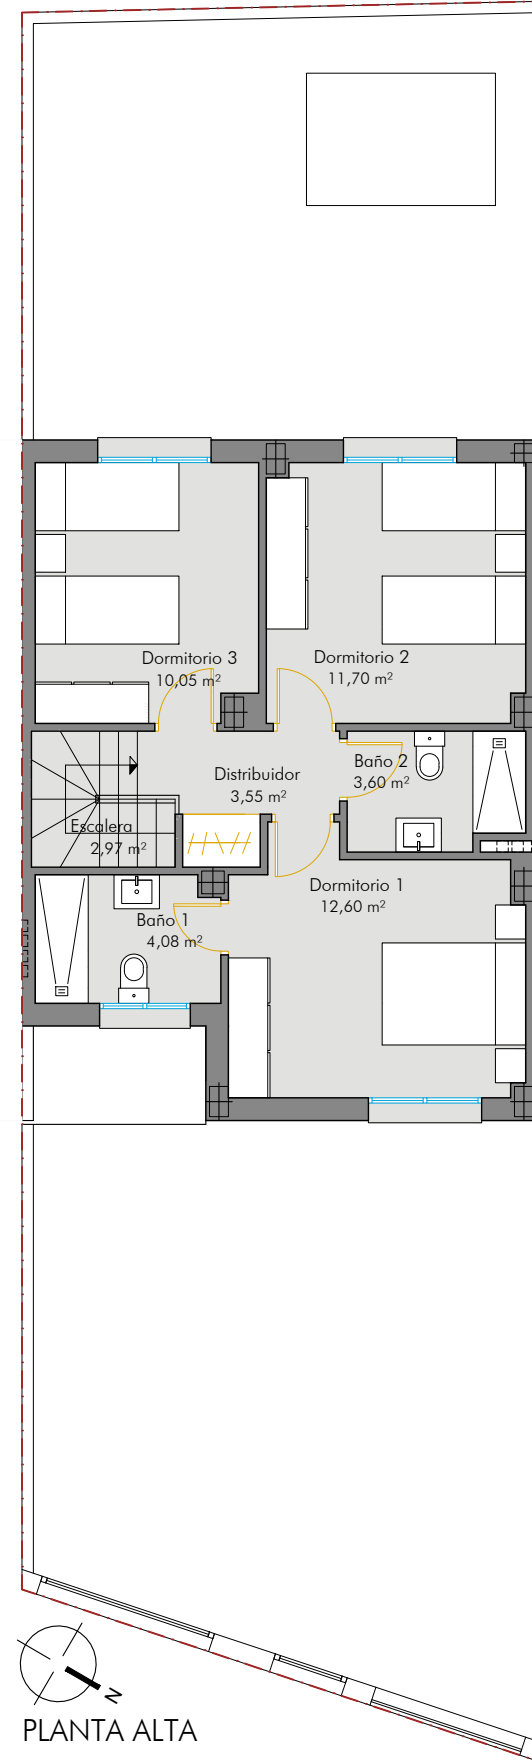 Dormitorio 3
10,05 m²
Dormitorio 2
11,70 m²
Distribuidor
3,55 m²
Baño 2
3,60 m²
Escalera
2,97 m²
Dormitorio 1
12,60 m²
Baño 1
4,08 m²
N
PLANTA ALTA